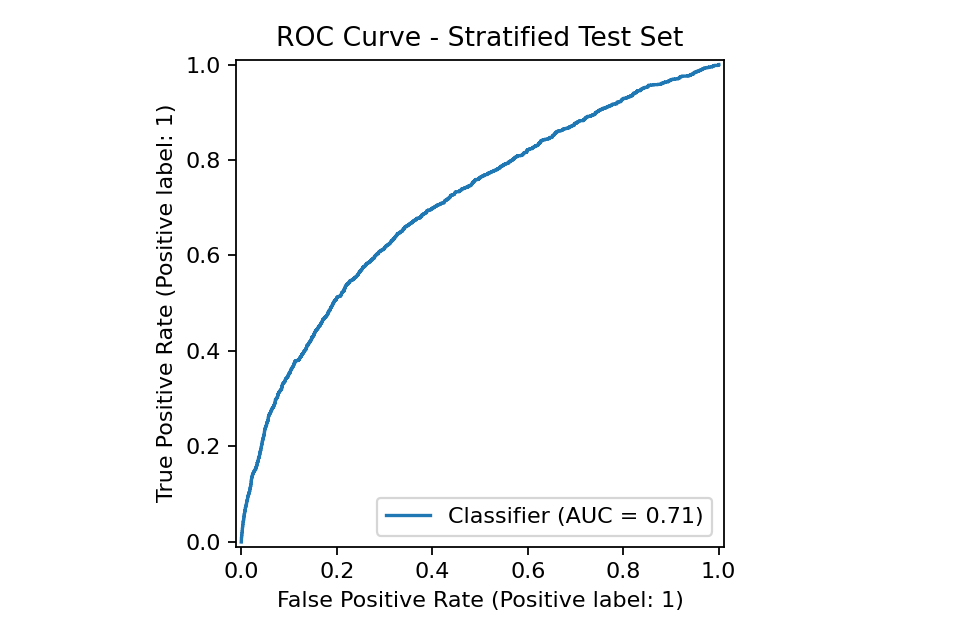 ROC Curve - Stratified Test Set
True Positive Rate (Positive label: 1)
1.0
0.8
0.6
0.4
0.2
0.0
Classifier (AUC = 0.71)
0.0 0.2 0.4 0.6 0.8 1.0
False Positive Rate (Positive label: 1)